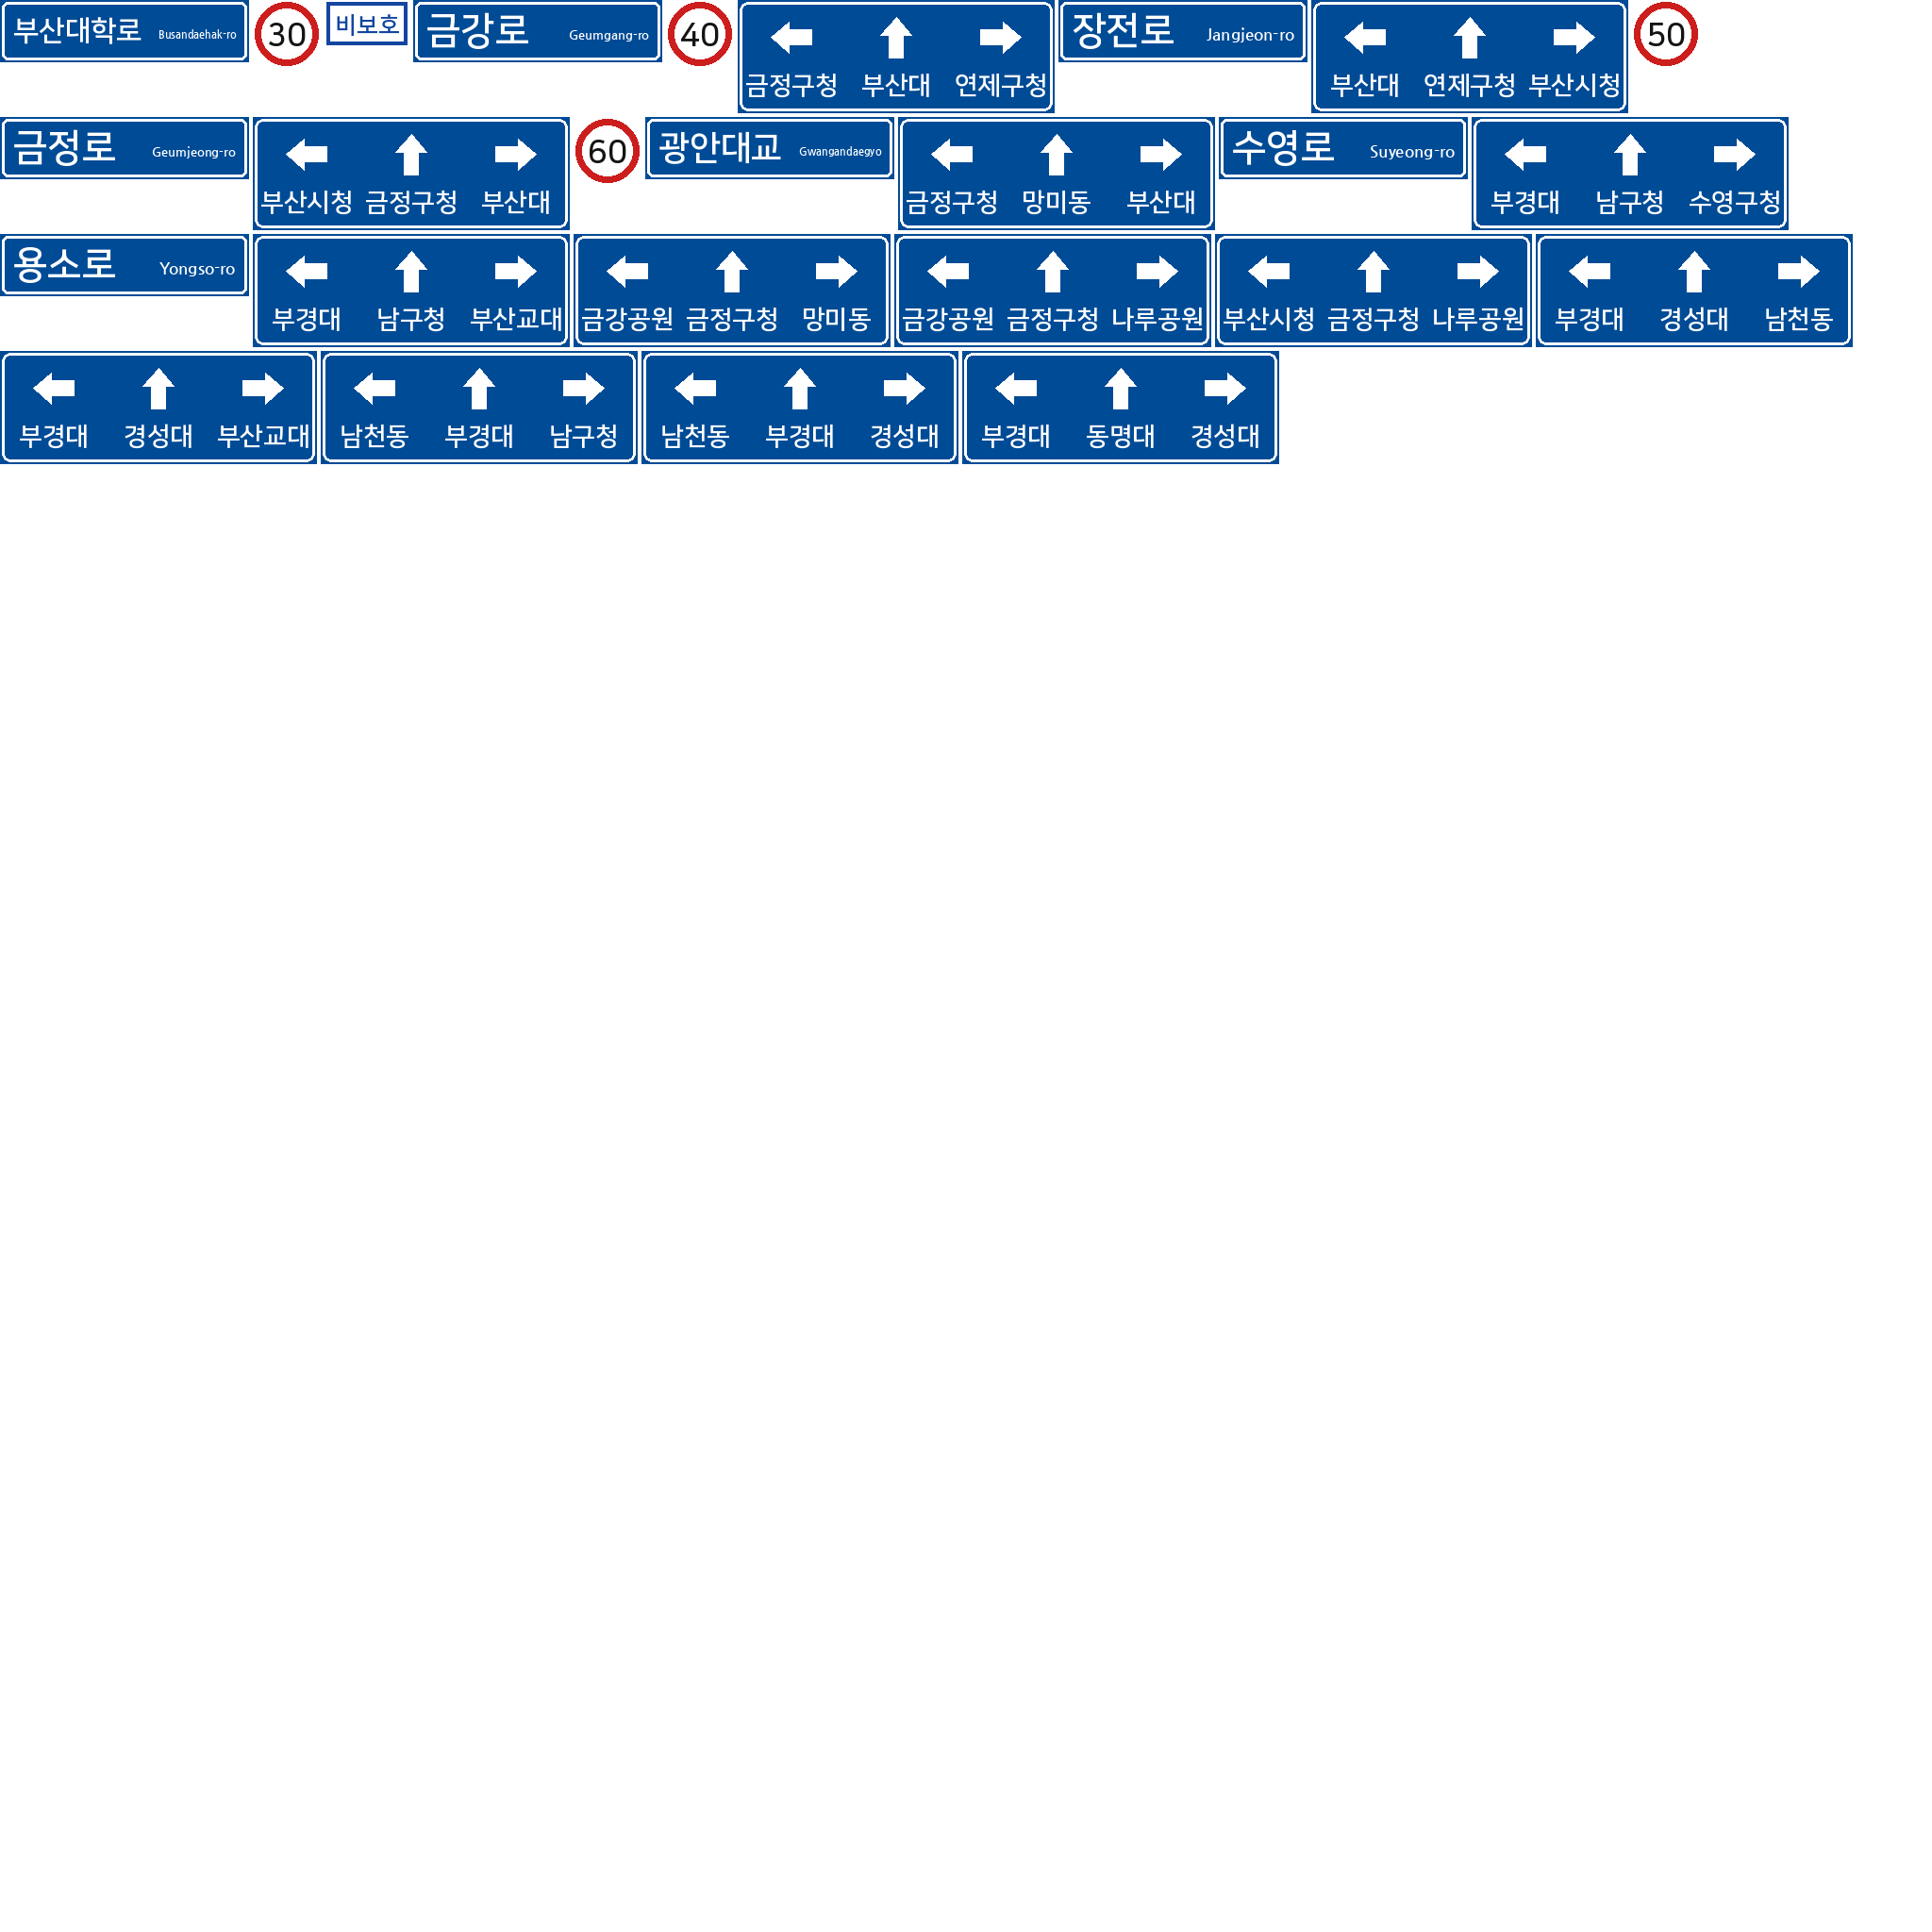 부산대학로 Busandaehak-ro
30
비보호
금강로 Geumgang-ro
40
금정구청 부산대 연제구청
장전로 Jangjeon-ro
부산대 연제구청 부산시청
50
금정로 Geumjeong-ro
부산시청 금정구청 부산대
60
광안대교 Gwangandaegyo
금정구청 망미동 부산대
수영로 Suyeong-ro
부경대 남구청 수영구청
용소로 Yongso-ro
부경대 남구청 부산교대
금강공원 금정구청 망미동
금강공원 금정구청 나루공원
부산시청 금정구청 나루공원
부경대 경성대 남천동
부경대 경성대 부산교대
남천동 부경대 남구청
남천동 부경대 경성대
부경대 동명대 경성대